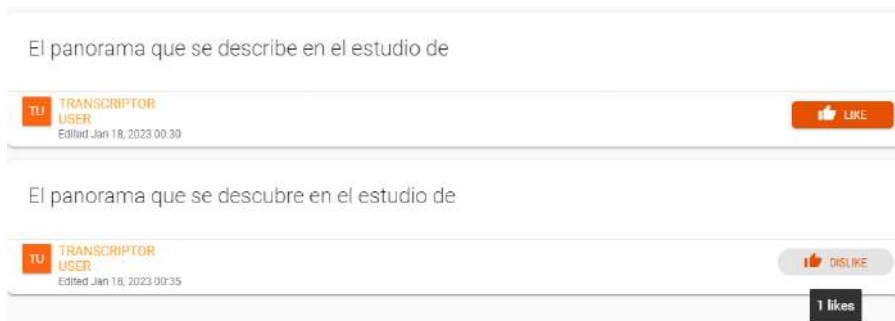 El panorama que se describe en el estudio de
TU
TRANSCRIPTOR
USER
Edited Jan 18, 2023 00:30
LIKE
El panorama que se descubre en el estudio de
TU
TRANSCRIPTOR
USER
Edited Jan 18, 2023 00:35
DISLIKE
1 likes